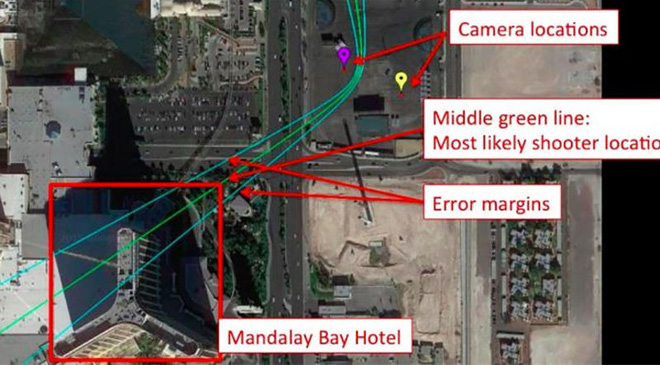 Camera locations
Middle green line:
Most likely shooter locatio
Error margins
Mandalay Bay Hotel